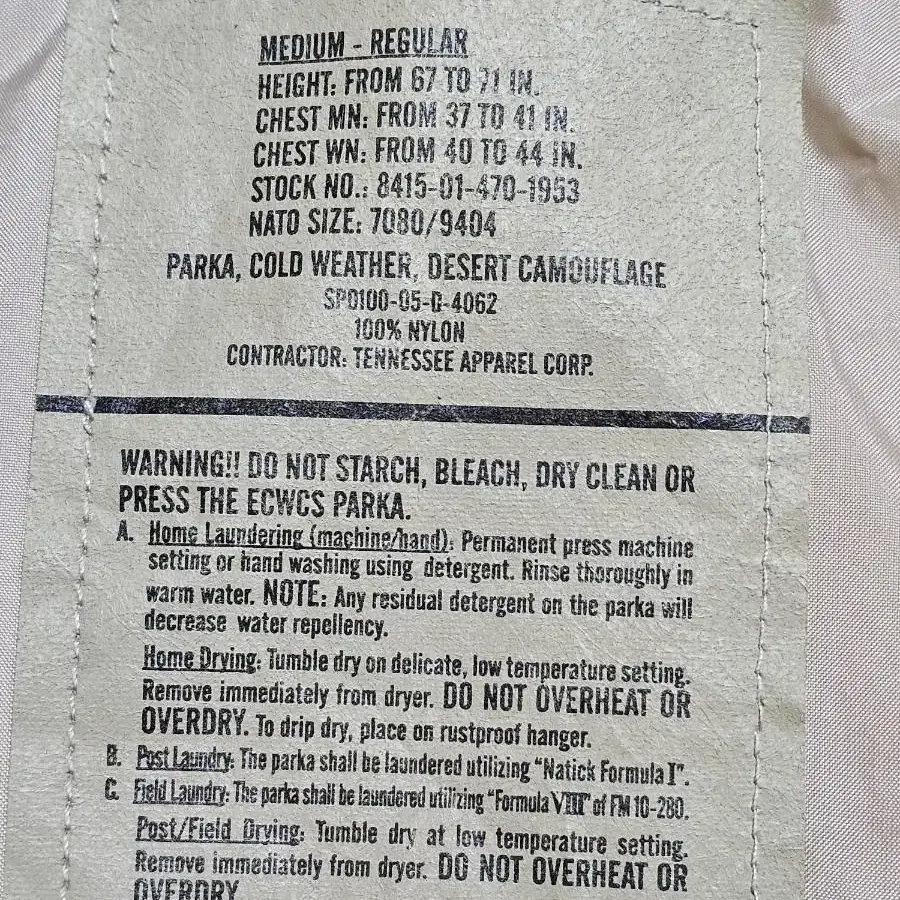 MEDIUM - REGULAR
HEIGHT: FROM 67 TO 71 IN.
CHEST MN: FROM 37 TO 41 IN.
CHEST WN: FROM 40 TO 44 IN.
STOCK NO.: 8415-01-470-1953
NATO SIZE: 7080/9404
PARKA, COLD WEATHER, DESERT CAMOUFLAGE
SPO100-05-D-4062
100% NYLON
CONTRACTOR: TENNESSEE APPAREL CORP.
WARNING!! DO NOT STARCH, BLEACH, DRY CLEAN OR
PRESS THE ECWCS PARKA.
A. Home Laundering (machine/hand): Permanent press machine
setting or hand washing using detergent. Rinse thoroughly in
warm water. NOTE: Any residual detergent on the parka will
decrease water repellency.
Home Drying: Tumble dry on delicate, low temperature setting.
Remove immediately from dryer. DO NOT OVERHEAT OR
OVERDRY. To drip dry, place on rustproof hanger.
B. Post Laundry: The parka shall be laundered utilizing "Natick Formula I".
C. Field Laundry: The parka shall be laundered utilizing "Formula VIII" of FM 10-280.
Post/Field Drying: Tumble dry at low temperature setting.
Remove immediately from dryer. DO NOT OVERHEAT OR
OVERDRY